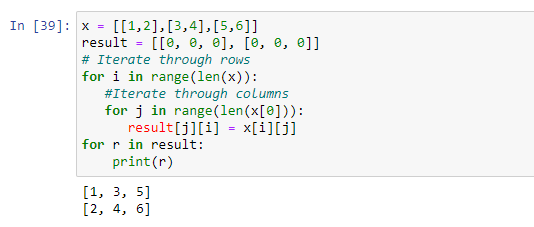 In [39]: x = [[1,2],[3,4],[5,6]]
result = [[0, 0, 0], [0, 0, 0]]
# Iterate through rows
for i in range(len(x)):
   #Iterate through columns
   for j in range(len(x[0])):
      result[j][i] = x[i][j]
for r in result:
    print(r)
[1, 3, 5]
[2, 4, 6]